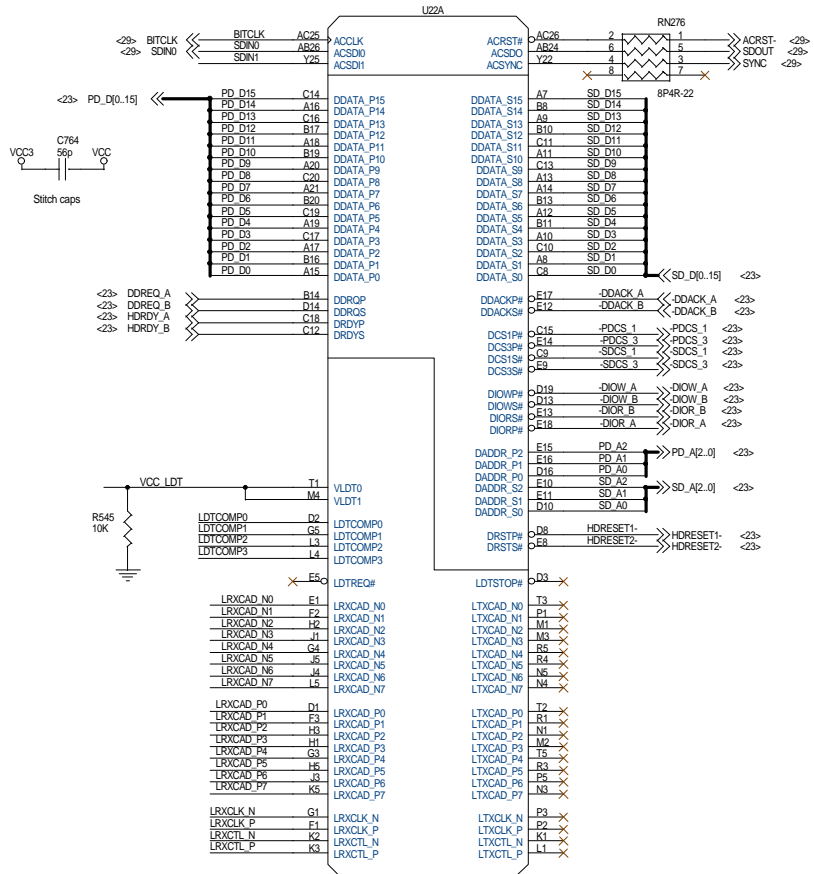 U22A
RN276
<29> BITCLK BITCLK AC25 ACCLK ACRST# AC26 2 1 ACRST- <29>
<29> SDIN0 SDIN0 AB26 ACSDI0 ACSDO AB24 6 5 SDOUT <29>
SDIN1 Y25 ACSDI1 ACSYNC Y22 4 3 SYNC <29>
8 7
8P4R-22
<23> PD_D[0..15] PD_D15 C14 DDATA_P15 DDATA_S15 A7 SD_D15
PD_D14 A16 DDATA_P14 DDATA_S14 B8 SD_D14
PD_D13 C16 DDATA_P13 DDATA_S13 A9 SD_D13
PD_D12 B17 DDATA_P12 DDATA_S12 B10 SD_D12
PD_D11 A18 DDATA_P11 DDATA_S11 C11 SD_D11
PD_D10 B19 DDATA_P10 DDATA_S10 A11 SD_D10
PD_D9 A20 DDATA_P9 DDATA_S9 C13 SD_D9
PD_D8 C20 DDATA_P8 DDATA_S8 A13 SD_D8
PD_D7 A21 DDATA_P7 DDATA_S7 A14 SD_D7
PD_D6 B20 DDATA_P6 DDATA_S6 B13 SD_D6
PD_D5 C19 DDATA_P5 DDATA_S5 A12 SD_D5
PD_D4 A19 DDATA_P4 DDATA_S4 B11 SD_D4
PD_D3 C17 DDATA_P3 DDATA_S3 A10 SD_D3
PD_D2 A17 DDATA_P2 DDATA_S2 C10 SD_D2
PD_D1 B16 DDATA_P1 DDATA_S1 A8 SD_D1
PD_D0 A15 DDATA_P0 DDATA_S0 C8 SD_D0 SD_D[0..15] <23>
VCC3 C764 VCC
56p
Stitch caps
<23> DDREQ_A B14 DDRQP DDACKP# E17 -DDACK_A -DDACK_A <23>
<23> DDREQ_B D14 DDRQS DDACKS# E12 -DDACK_B -DDACK_B <23>
<23> HDRDY_A C18 DRDYP
<23> HDRDY_B C12 DRDYS
DCS1P# C15 -PDCS_1 -PDCS_1 <23>
DCS3P# E14 -PDCS_3 -PDCS_3 <23>
DCS1S# C9 -SDCS_1 -SDCS_1 <23>
DCS3S# E9 -SDCS_3 -SDCS_3 <23>
DIOWP# D19 -DIOW_A -DIOW_A <23>
DIOWS# D13 -DIOW_B -DIOW_B <23>
DIORS# E13 -DIOR_B -DIOR_B <23>
DIORP# E18 -DIOR_A -DIOR_A <23>
DADDR_P2 E15 PD_A2 PD_A[2..0] <23>
DADDR_P1 E16 PD_A1
DADDR_P0 D16 PD_A0
DADDR_S2 E10 SD_A2 SD_A[2..0] <23>
DADDR_S1 E11 SD_A1
DADDR_S0 D10 SD_A0
VCC_LDT T1 VLDT0
M4 VLDT1
R545
10K
DRSTP# D8 HDRESET1- HDRESET1- <23>
DRSTS# E8 HDRESET2- HDRESET2- <23>
LDTCOMP0 D2 LDTCOMP0
LDTCOMP1 G5 LDTCOMP1
LDTCOMP2 L3 LDTCOMP2
LDTCOMP3 L4 LDTCOMP3
E5 LDTREQ# LDTSTOP# D3
LRXCAD_N0 E1 LRXCAD_N0 LTXCAD_N0 T3
LRXCAD_N1 F2 LRXCAD_N1 LTXCAD_N1 P1
LRXCAD_N2 H2 LRXCAD_N2 LTXCAD_N2 M1
LRXCAD_N3 J1 LRXCAD_N3 LTXCAD_N3 M3
LRXCAD_N4 G4 LRXCAD_N4 LTXCAD_N4 R5
LRXCAD_N5 J5 LRXCAD_N5 LTXCAD_N5 R4
LRXCAD_N6 J4 LRXCAD_N6 LTXCAD_N6 N5
LRXCAD_N7 L5 LRXCAD_N7 LTXCAD_N7 N4
LRXCAD_P0 D1 LRXCAD_P0 LTXCAD_P0 T2
LRXCAD_P1 F3 LRXCAD_P1 LTXCAD_P1 R1
LRXCAD_P2 H3 LRXCAD_P2 LTXCAD_P2 N1
LRXCAD_P3 H1 LRXCAD_P3 LTXCAD_P3 M2
LRXCAD_P4 G3 LRXCAD_P4 LTXCAD_P4 T5
LRXCAD_P5 H5 LRXCAD_P5 LTXCAD_P5 R3
LRXCAD_P6 J3 LRXCAD_P6 LTXCAD_P6 P5
LRXCAD_P7 K5 LRXCAD_P7 LTXCAD_P7 N3
LRXCLK_N G1 LRXCLK_N LTXCLK_N P3
LRXCLK_P F1 LRXCLK_P LTXCLK_P P2
LRXCTL_N K2 LRXCTL_N LTXCTL_N K1
LRXCTL_P K3 LRXCTL_P LTXCTL_P L1